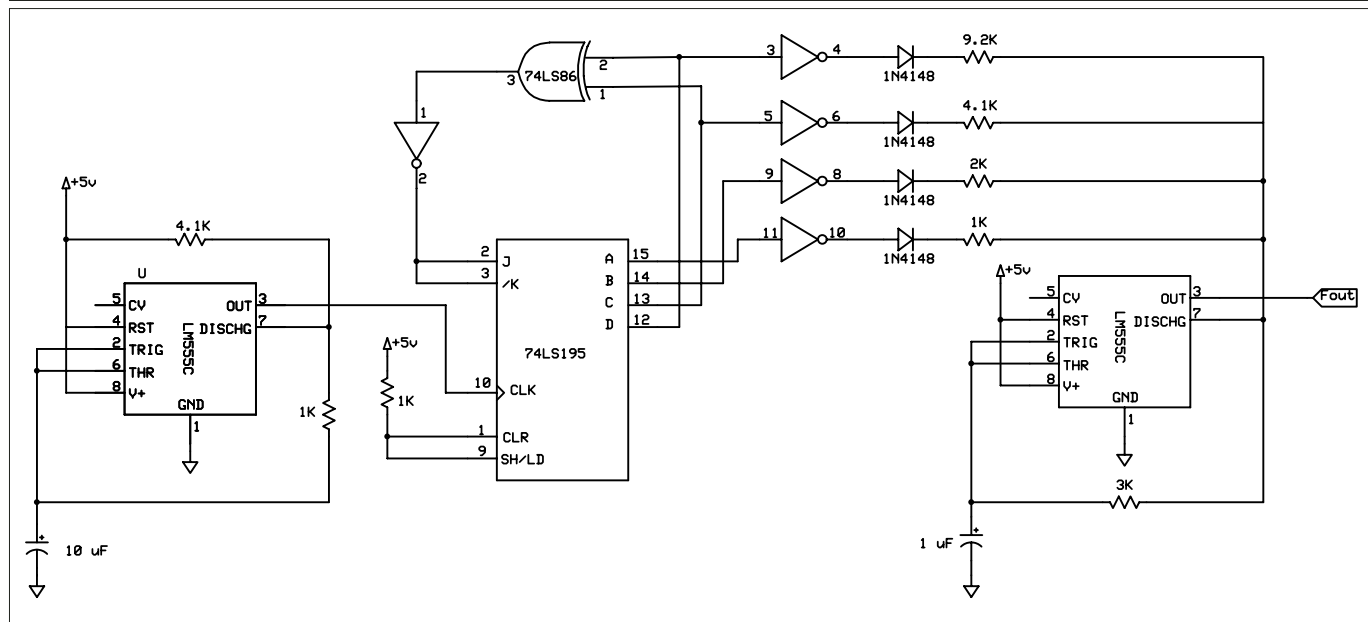 9.2K
2
3
4
74LS86
3
1N4148
1
4.1K
1
5
6
1N4148
2K
2
9
8
+5v
1N4148
1K
4.1K
11
10
1N4148
2
J
A
15
3
/K
B
14
C
13
D
12
74LS195
10
CLK
1
CLR
9
SH/LD
U
5
CV
OUT
3
4
RST
DISCHG
7
2
TRIG
6
THR
8
V+
LM555C
GND
1
1K
+5v
1K
10 uF
+
+5v
5
CV
OUT
3
Fout
4
RST
DISCHG
7
2
TRIG
6
THR
8
V+
LM555C
GND
1
3K
1 uF
+